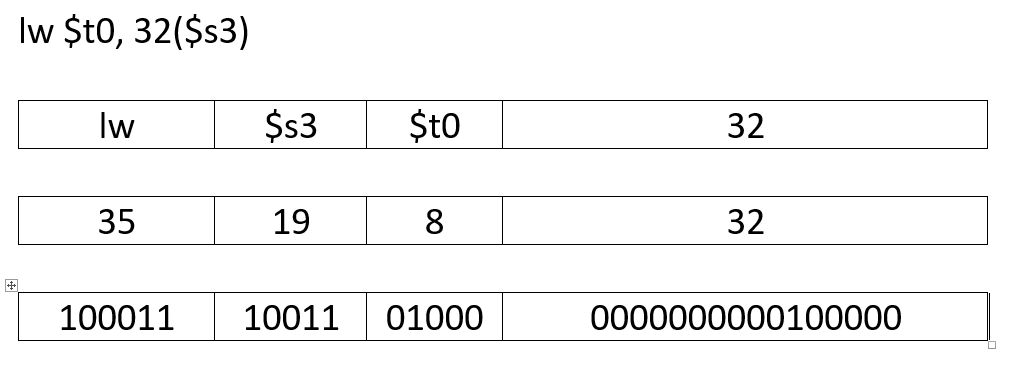 lw $t0, 32($s3)
lw $s3 $t0 32
35 19 8 32
100011 10011 01000 0000000000100000